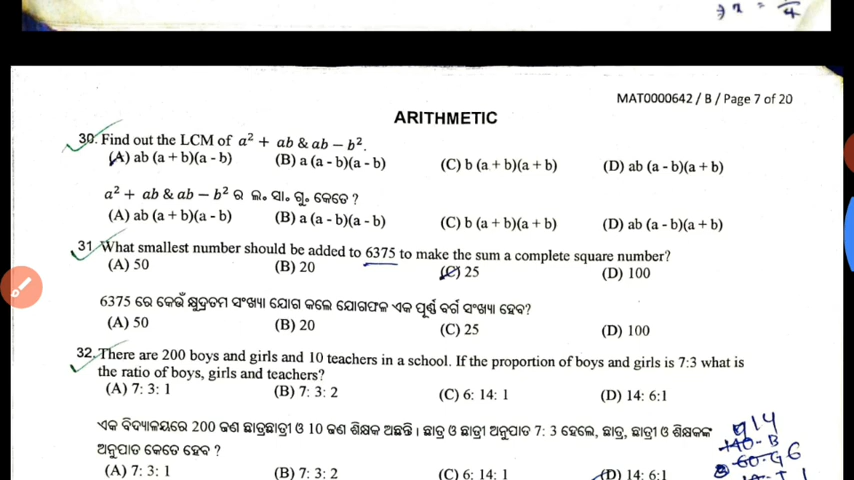 MAT0000642 / B / Page 7 of 20
ARITHMETIC
30. Find out the LCM of a² + ab & ab − b².
(A) ab (a + b)(a - b) (B) a (a - b)(a - b) (C) b (a + b)(a + b) (D) ab (a - b)(a + b)
a² + ab & ab − b² ର ଲ॰ ସା॰ ଗୁ॰ କେତେ ?
(A) ab (a + b)(a - b) (B) a (a - b)(a - b) (C) b (a + b)(a + b) (D) ab (a - b)(a + b)
31. What smallest number should be added to 6375 to make the sum a complete square number?
(A) 50 (B) 20 (C) 25 (D) 100
6375 ରେ କେଉଁ କ୍ଷୁଦ୍ରତମ ସଂଖ୍ୟା ଯୋଗ କଲେ ଯୋଗଫଳ ଏକ ପୂର୍ଣ୍ଣ ବର୍ଗ ସଂଖ୍ୟା ହେବ?
(A) 50 (B) 20 (C) 25 (D) 100
32. There are 200 boys and girls and 10 teachers in a school. If the proportion of boys and girls is 7:3 what is
the ratio of boys, girls and teachers?
(A) 7: 3: 1 (B) 7: 3: 2 (C) 6: 14: 1 (D) 14: 6:1
ଏକ ବିଦ୍ୟାଳୟରେ 200 ଜଣ ଛାତ୍ରଛାତ୍ରୀ ଓ 10 ଜଣ ଶିକ୍ଷକ ଅଛନ୍ତି । ଛାତ୍ର ଓ ଛାତ୍ରୀ ଅନୁପାତ 7: 3 ହେଲେ, ଛାତ୍ର, ଛାତ୍ରୀ ଓ ଶିକ୍ଷକଙ୍କ
ଅନୁପାତ କେତେ ହେବ ?
(A) 7: 3: 1 (B) 7: 3: 2 (C) 6: 14: 1 (D) 14: 6:1
14
140 - B
60 - G 6